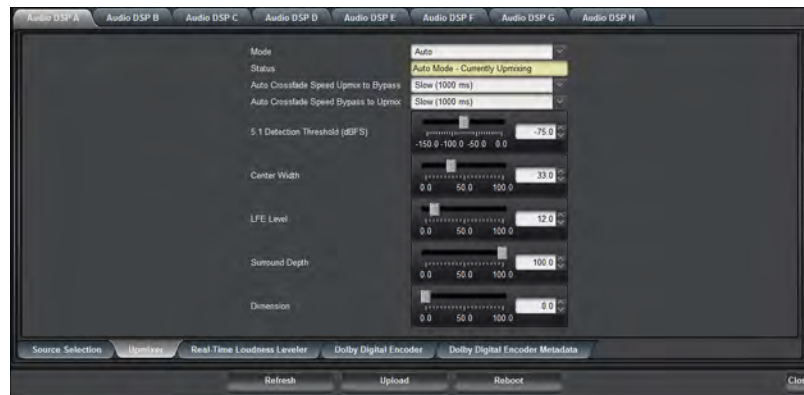 Audio DSP A Audio DSP B Audio DSP C Audio DSP D Audio DSP E Audio DSP F Audio DSP G Audio DSP H
Mode Auto
Status Auto Mode - Currently Upmixing
Auto Crossfade Speed Upmix to Bypass Slow (1000 ms)
Auto Crossfade Speed Bypass to Upmix Slow (1000 ms)
5.1 Detection Threshold (dBFS) -75.0
-150.0 -100.0 -50.0 0.0
Center Width 33.0
0.0 50.0 100.0
LFE Level 12.0
0.0 50.0 100.0
Surround Depth 100.0
0.0 50.0 100.0
Dimension 0.0
0.0 50.0 100.0
Source Selection Upmixer Real-Time Loudness Leveler Dolby Digital Encoder Dolby Digital Encoder Metadata
Refresh Upload Reboot Clo